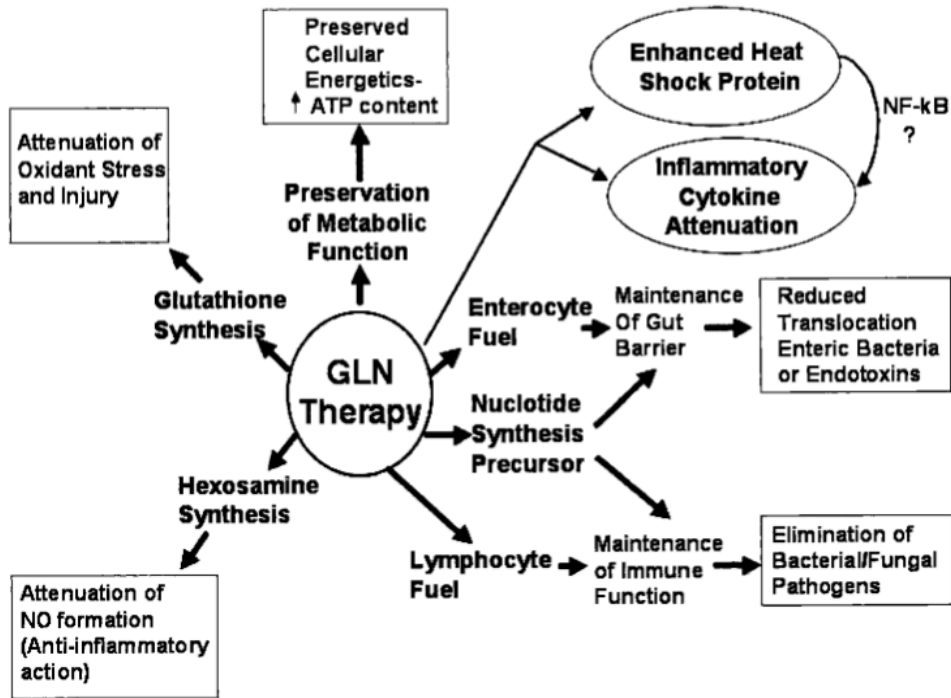 Preserved
Cellular
Energetics-
↑ ATP content
Enhanced Heat
Shock Protein
NF-kB
?
Attenuation of
Oxidant Stress
and Injury
Inflammatory
Cytokine
Attenuation
Preservation
of Metabolic
Function
Glutathione
Synthesis
Enterocyte
Fuel
Maintenance
Of Gut
Barrier
Reduced
Translocation
Enteric Bacteria
or Endotoxins
GLN
Therapy
Nuclotide
Synthesis
Precursor
Hexosamine
Synthesis
Lymphocyte
Fuel
Maintenance
of Immune
Function
Elimination of
Bacterial/Fungal
Pathogens
Attenuation of
NO formation
(Anti-inflammatory
action)